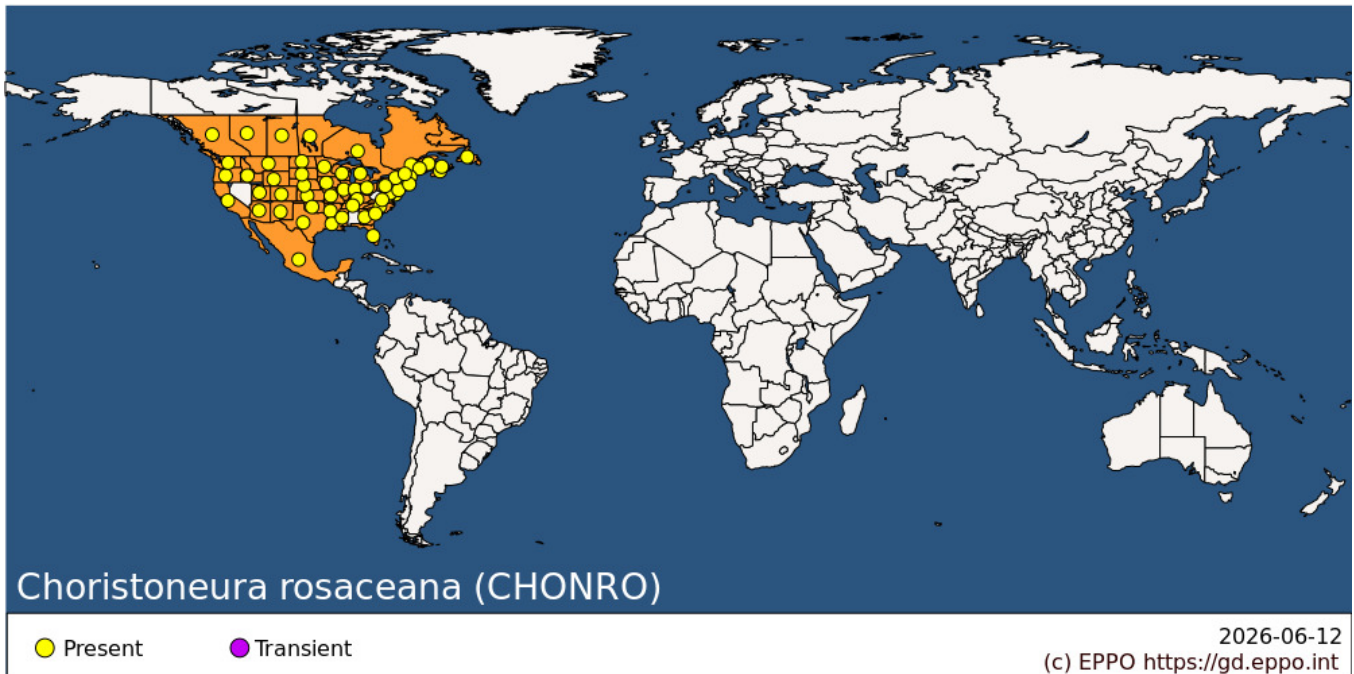 Choristoneura rosaceana (CHONRO)
Present
Transient
2026-06-12
(c) EPPO https://gd.eppo.int